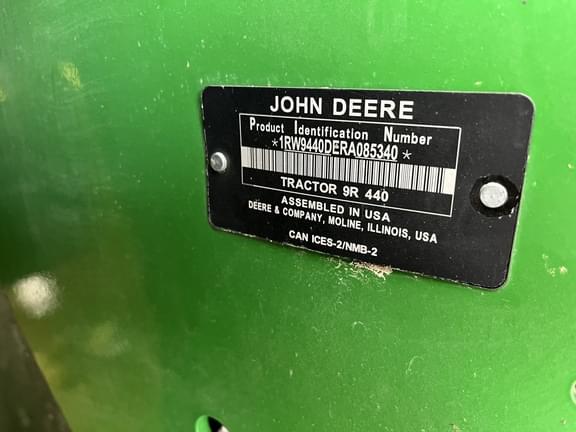 JOHN DEERE
Product Identification Number
*1RW9440DERA085340*
TRACTOR 9R 440
ASSEMBLED IN USA
DEERE & COMPANY, MOLINE, ILLINOIS, USA
CAN ICES-2/NMB-2